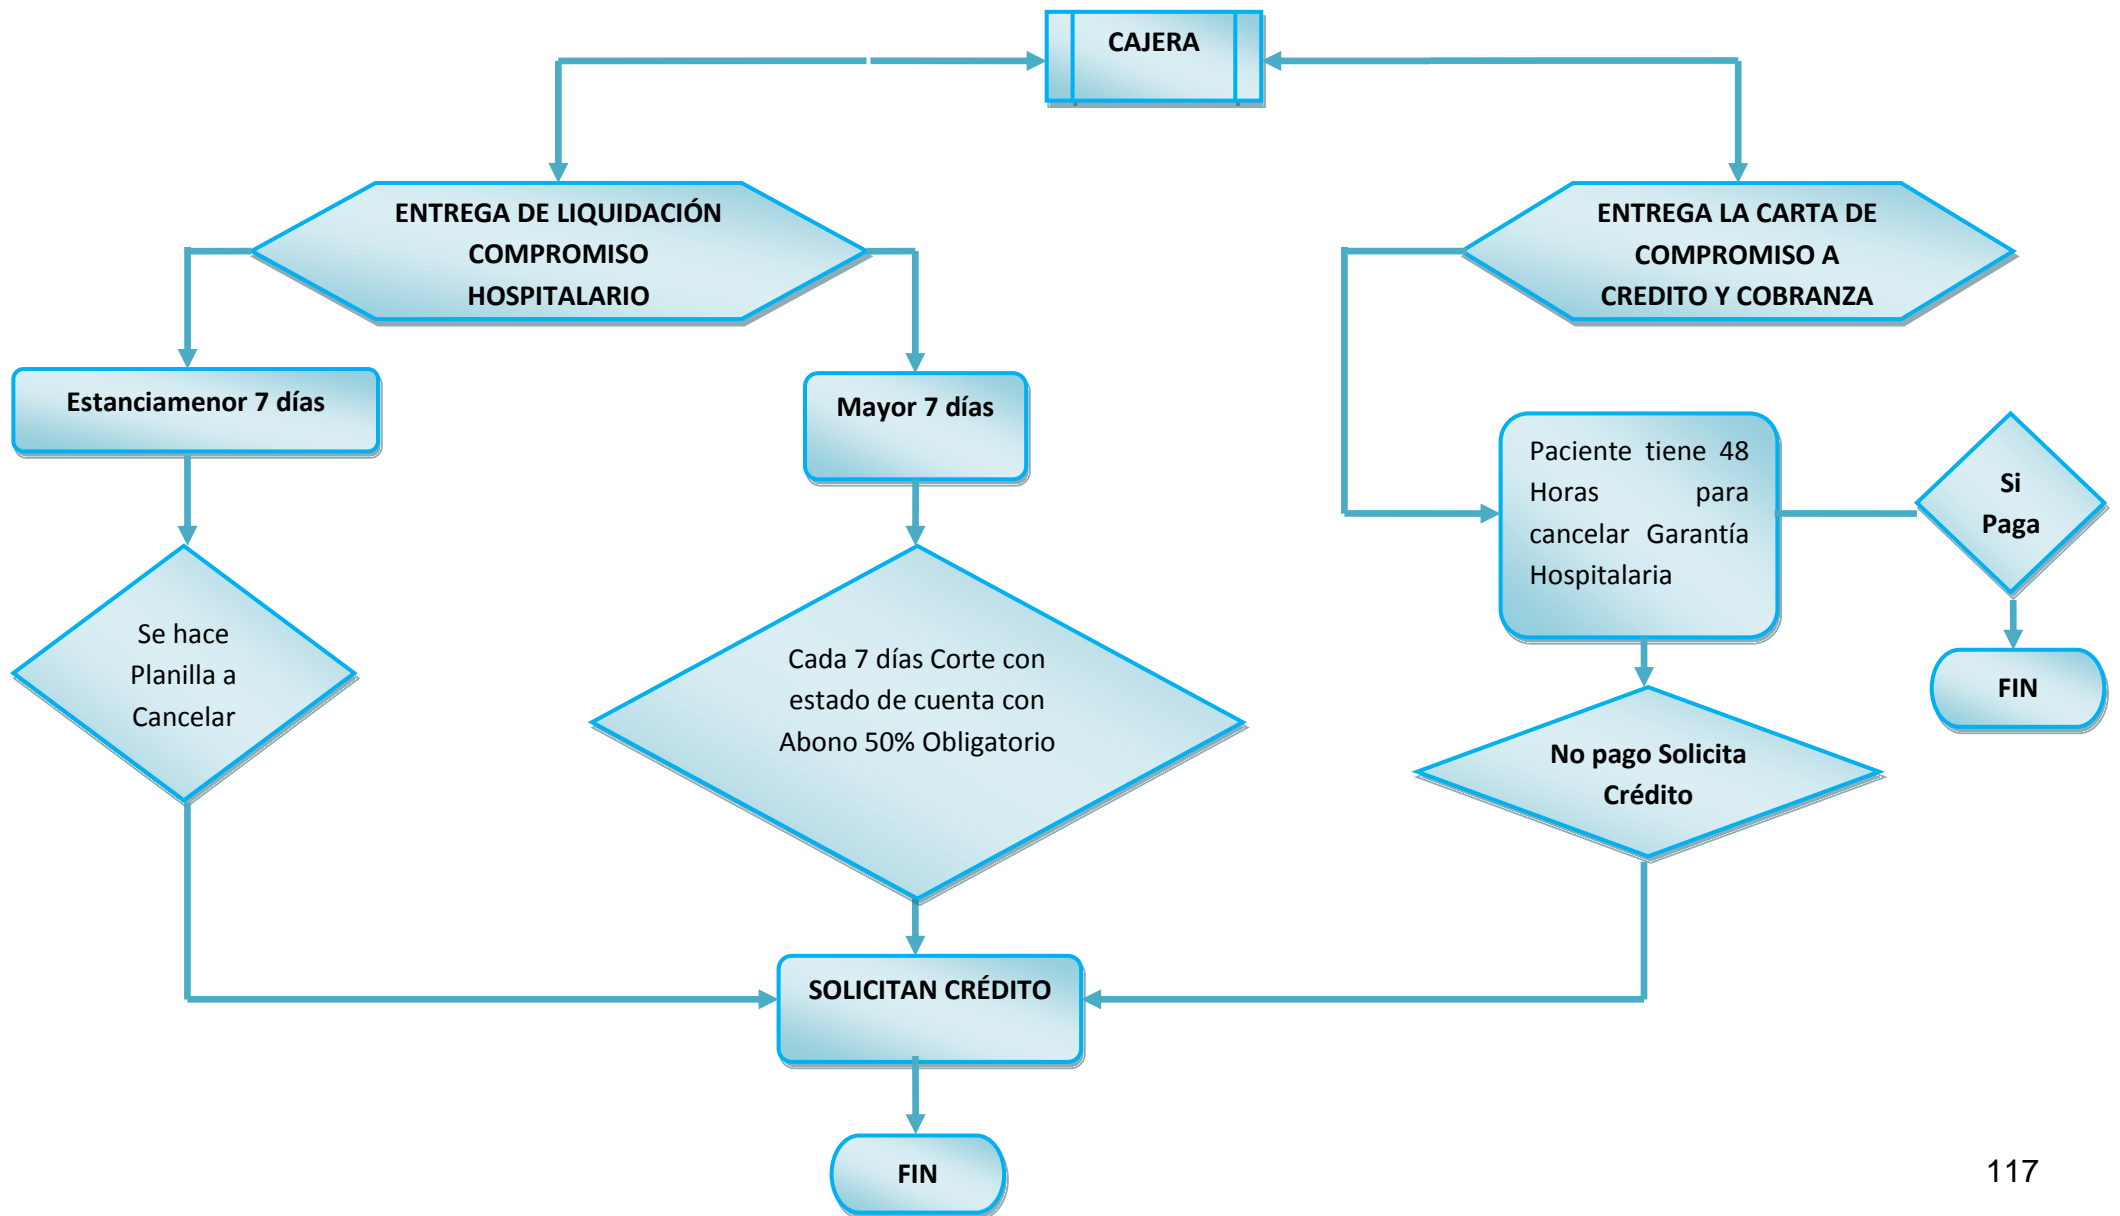 CAJERA
ENTREGA DE LIQUIDACIÓN
COMPROMISO
HOSPITALARIO
ENTREGA LA CARTA DE
COMPROMISO A
CREDITO Y COBRANZA
Estanciamenor 7 días
Mayor 7 días
Paciente tiene 48
Horas para
cancelar Garantía
Hospitalaria
Si
Paga
Se hace
Planilla a
Cancelar
Cada 7 días Corte con
estado de cuenta con
Abono 50% Obligatorio
FIN
No pago Solicita
Crédito
SOLICITAN CRÉDITO
FIN
117